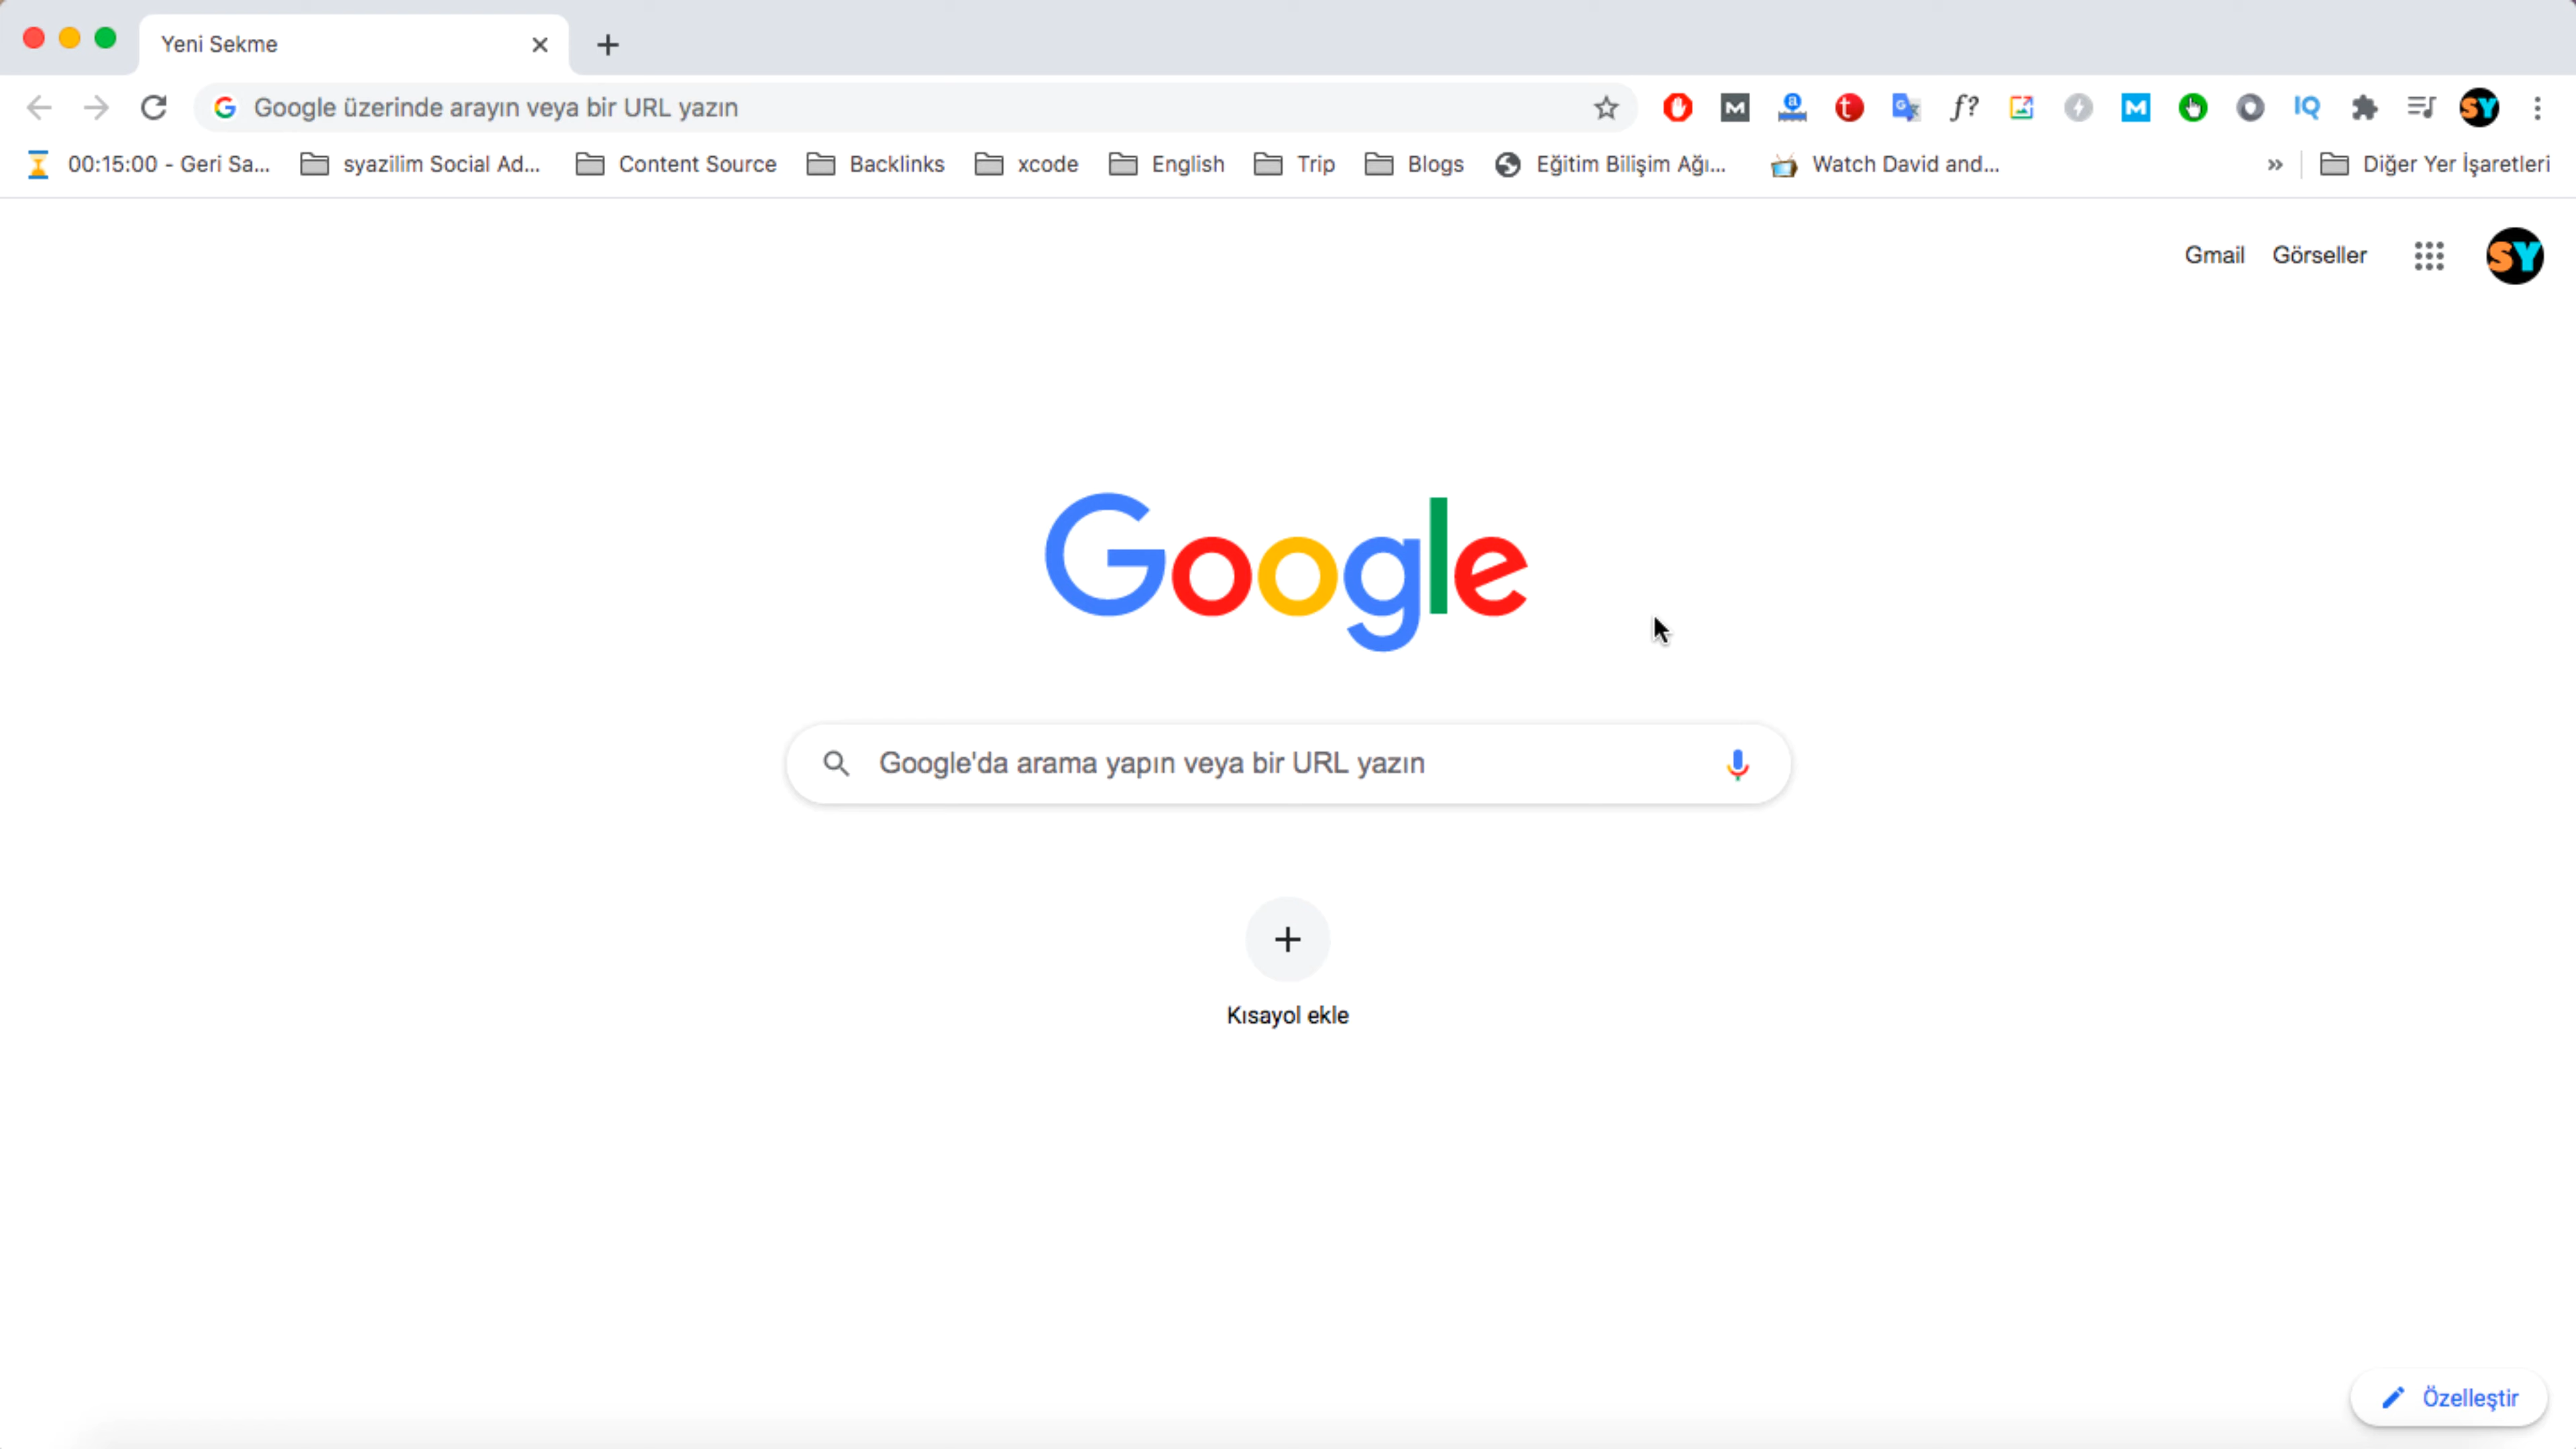 Yeni Sekme
Google üzerinde arayın veya bir URL yazın
00:15:00 - Geri Sa... syazilim Social Ad... Content Source Backlinks xcode English Trip Blogs Eğitim Bilişim Ağı... Watch David and... » Diğer Yer İşaretleri
Gmail Görseller SY
Google
Google'da arama yapın veya bir URL yazın
Kısayol ekle
Özelleştir